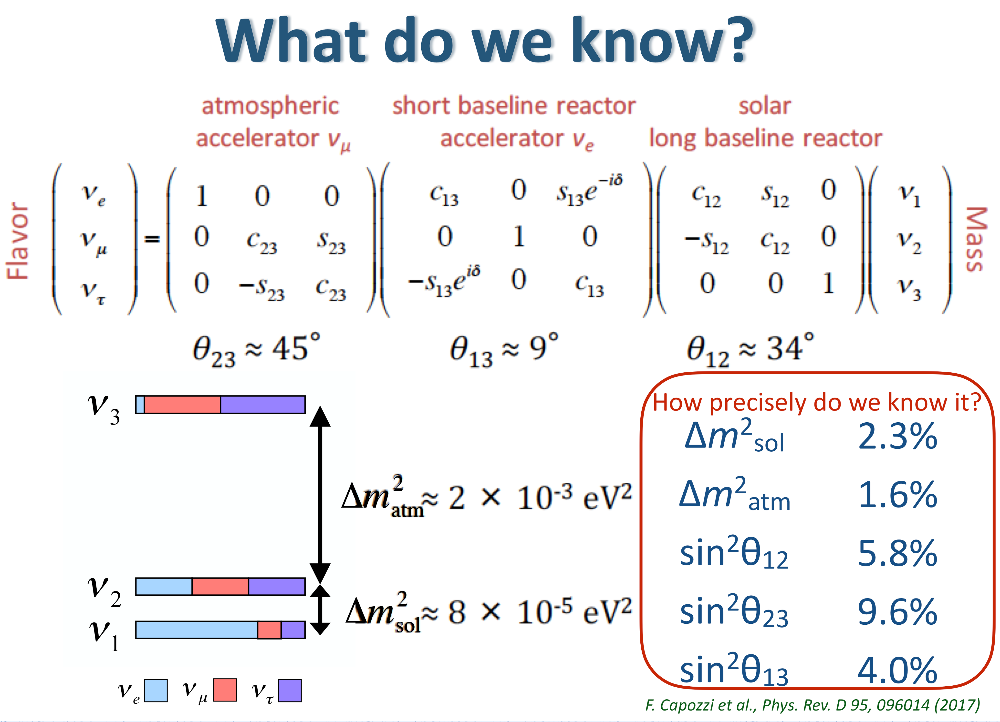 What do we know?
atmospheric short baseline reactor solar
accelerator νμ accelerator νe long baseline reactor
Flavor
νe 1 0 0 c13 0 s13e^−iδ c12 s12 0 ν1
νμ = 0 c23 s23 0 1 0 −s12 c12 0 ν2
ντ 0 −s23 c23 −s13e^iδ 0 c13 0 0 1 ν3
Mass
θ23 ≈ 45° θ13 ≈ 9° θ12 ≈ 34°
ν3
Δm²atm ≈ 2 × 10⁻³ eV²
ν2
Δm²sol ≈ 8 × 10⁻⁵ eV²
ν1
νe νμ ντ
How precisely do we know it?
Δm²sol 2.3%
Δm²atm 1.6%
sin²θ12 5.8%
sin²θ23 9.6%
sin²θ13 4.0%
F. Capozzi et al., Phys. Rev. D 95, 096014 (2017)